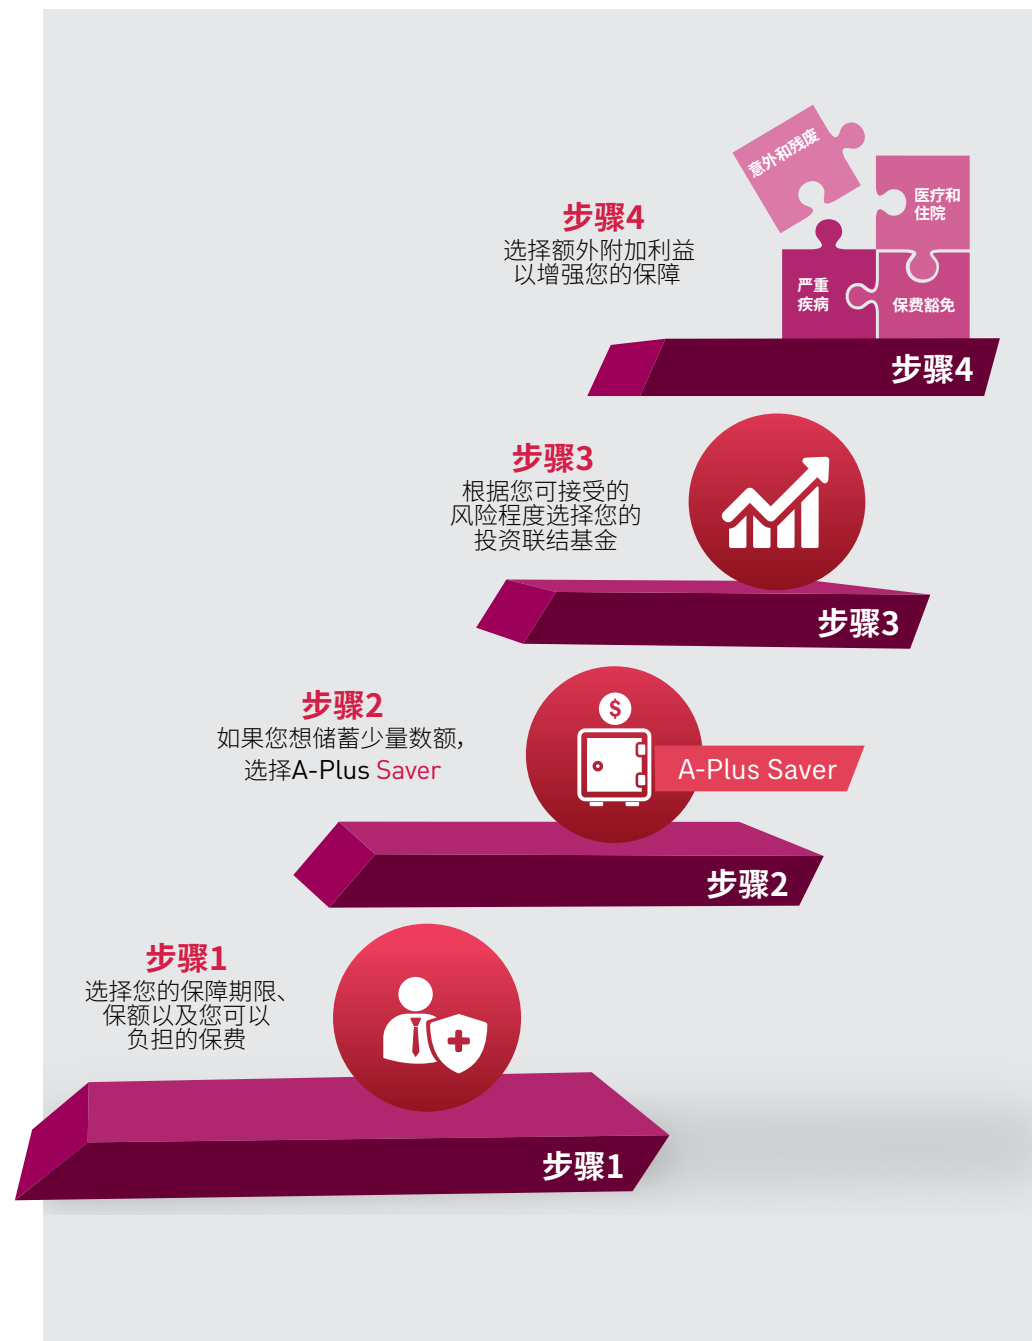 意外和残废
医疗和
住院
严重
疾病
保费豁免
步骤4
选择额外附加利益
以增强您的保障
步骤4
步骤3
根据您可接受的
风险程度选择您的
投资联结基金
步骤3
步骤2
如果您想储蓄少量数额，
选择A-Plus Saver
$
A-Plus Saver
步骤2
步骤1
选择您的保障期限、
保额以及您可以
负担的保费
步骤1